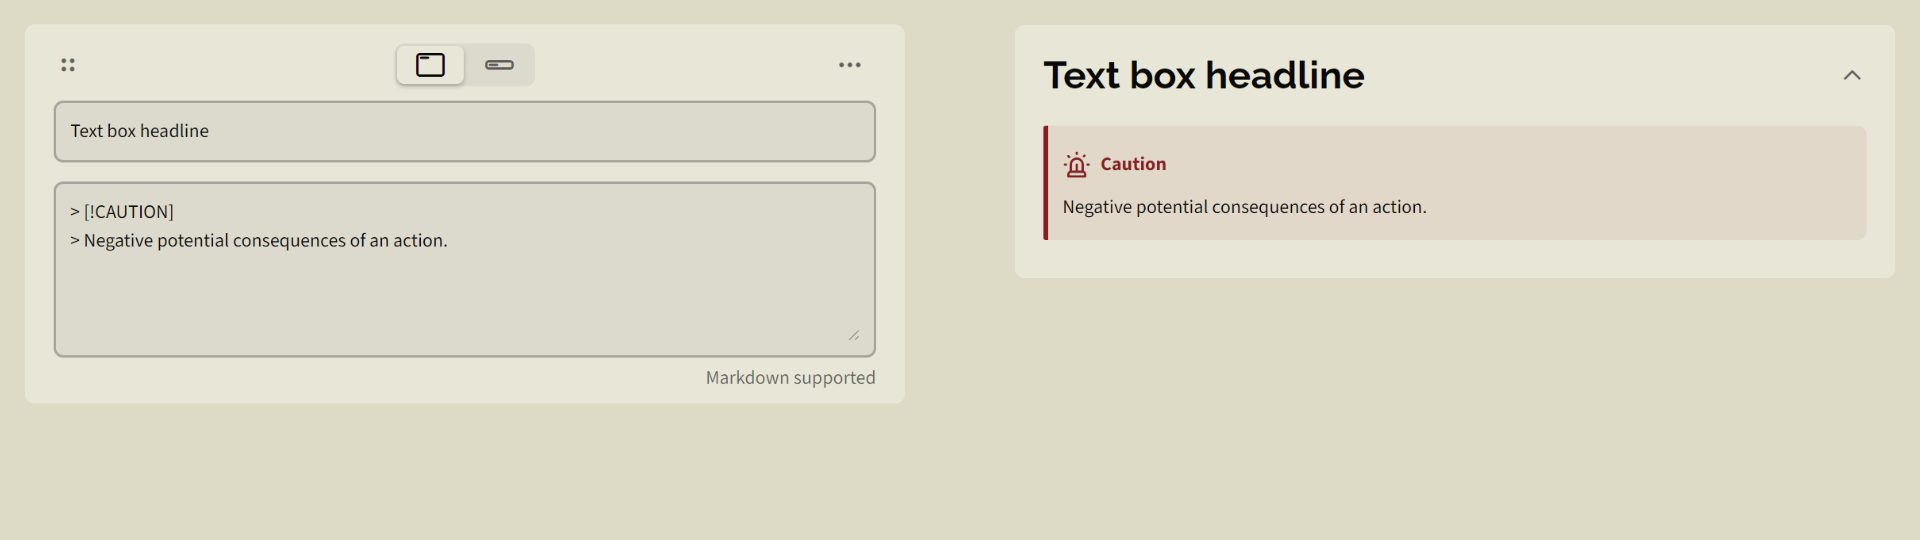 Text box headline
> [!CAUTION]
> Negative potential consequences of an action.
Markdown supported
Text box headline
Caution
Negative potential consequences of an action.